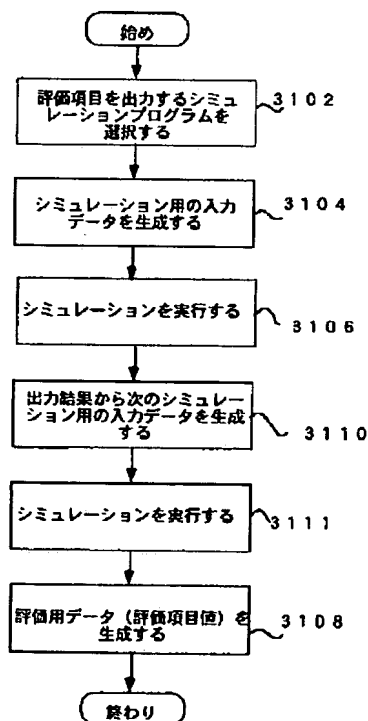 始め
評価項目を出力するシミュ
レーションプログラムを
選択する
3102
シミュレーション用の入力
データを生成する
3104
シミュレーションを実行する
3106
出力結果から次のシミュレー
ション用の入力データを生成
する
3110
シミュレーションを実行する
3111
評価用データ(評価項目値)を
生成する
3108
終わり